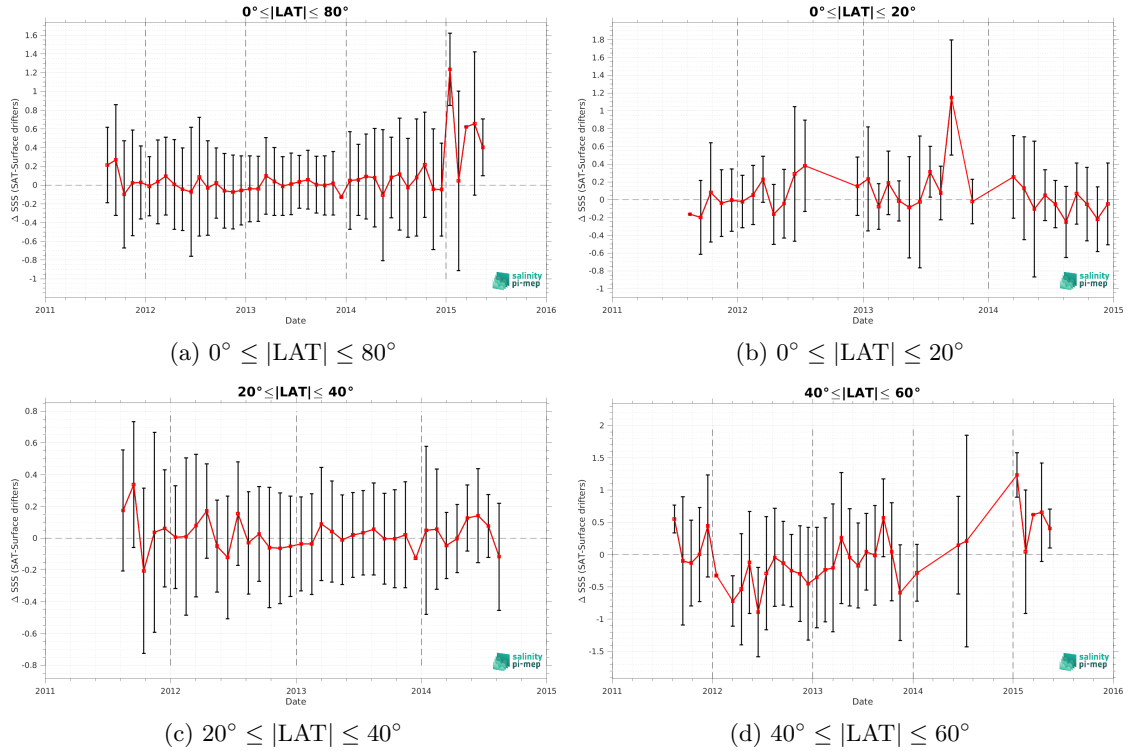 0°≤|LAT|≤ 80°
Δ SSS (SAT-Surface drifters)
1.6
1.4
1.2
1
0.8
0.6
0.4
0.2
0
-0.2
-0.4
-0.6
-0.8
-1
2011 2012 2013 2014 2015 2016
Date
salinity
pi-mep
(a) 0° ≤ |LAT| ≤ 80°
0°≤|LAT|≤ 20°
Δ SSS (SAT-Surface drifters)
1.8
1.6
1.4
1.2
1
0.8
0.6
0.4
0.2
0
-0.2
-0.4
-0.6
-0.8
-1
2011 2012 2013 2014 2015
Date
salinity
pi-mep
(b) 0° ≤ |LAT| ≤ 20°
20°≤|LAT|≤ 40°
Δ SSS (SAT-Surface drifters)
0.8
0.6
0.4
0.2
0
-0.2
-0.4
-0.6
-0.8
2011 2012 2013 2014 2015
Date
salinity
pi-mep
(c) 20° ≤ |LAT| ≤ 40°
40°≤|LAT|≤ 60°
Δ SSS (SAT-Surface drifters)
2
1.5
1
0.5
0
-0.5
-1
-1.5
2011 2012 2013 2014 2015 2016
Date
salinity
pi-mep
(d) 40° ≤ |LAT| ≤ 60°